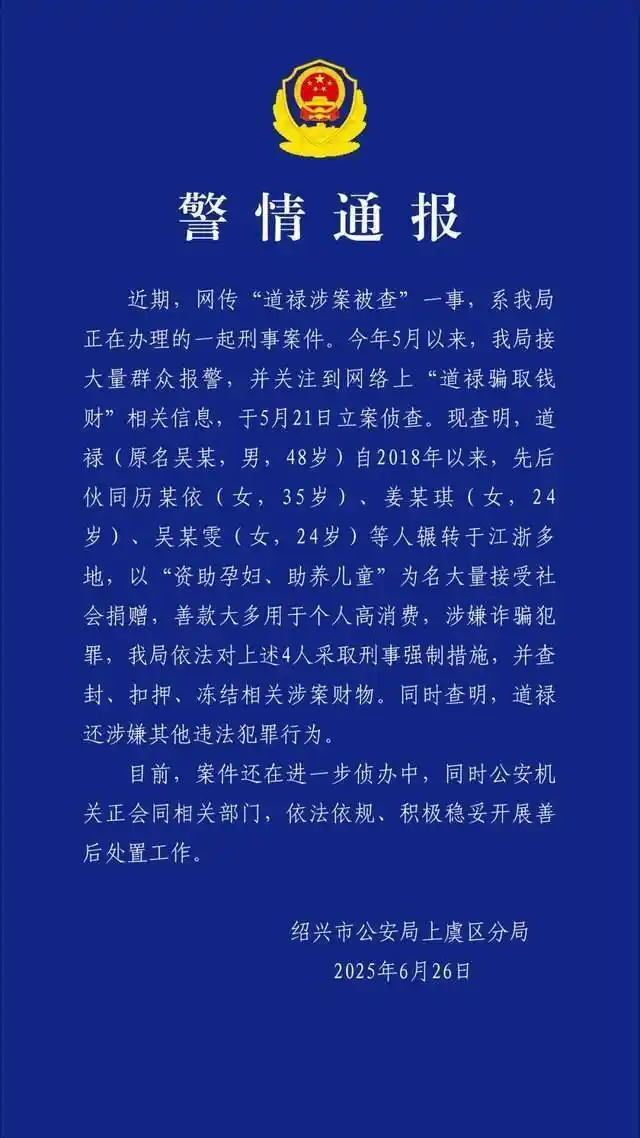 警情通报
近期，网传“道禄涉案被查”一事，系我局
正在办理的一起刑事案件。今年5月以来，我局接
大量群众报警，并关注到网络上“道禄骗取钱
财”相关信息，于5月21日立案侦查。现查明，道
禄（原名吴某，男，48岁）自2018年以来，先后
伙同历某依（女，35岁）、姜某琪（女，24
岁）、吴某雯（女，24岁）等人辗转于江浙多
地，以“资助孕妇、助养儿童”为名大量接受社
会捐赠，善款大多用于个人高消费，涉嫌诈骗犯
罪，我局依法对上述4人采取刑事强制措施，并查
封、扣押、冻结相关涉案财物。同时查明，道禄
还涉嫌其他违法犯罪行为。
目前，案件还在进一步侦办中，同时公安机
关正会同相关部门，依法依规、积极稳妥开展善
后处置工作。
绍兴市公安局上虞区分局
2025年6月26日